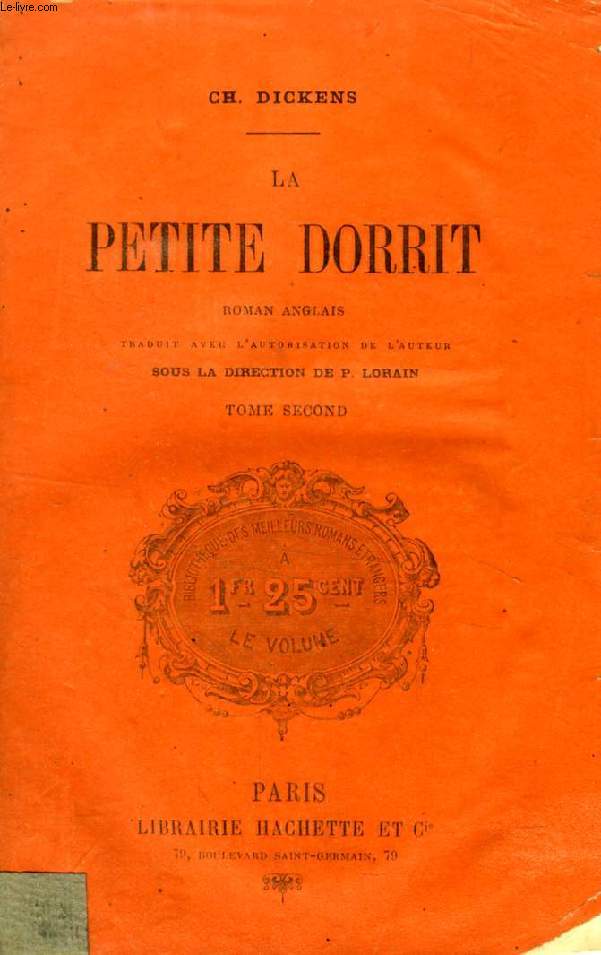 Le-livre.com
CH. DICKENS
LA
PETITE DORRIT
ROMAN ANGLAIS
TRADUIT AVEC L'AUTORISATION DE L'AUTEUR
SOUS LA DIRECTION DE P. LORAIN
TOME SECOND
BIBLIOTHÈQUE DES MEILLEURS ROMANS ÉTRANGERS
A
1FR 25CENT
LE VOLUME
PARIS
LIBRAIRIE HACHETTE ET Cie
79, BOULEVARD SAINT-GERMAIN, 79